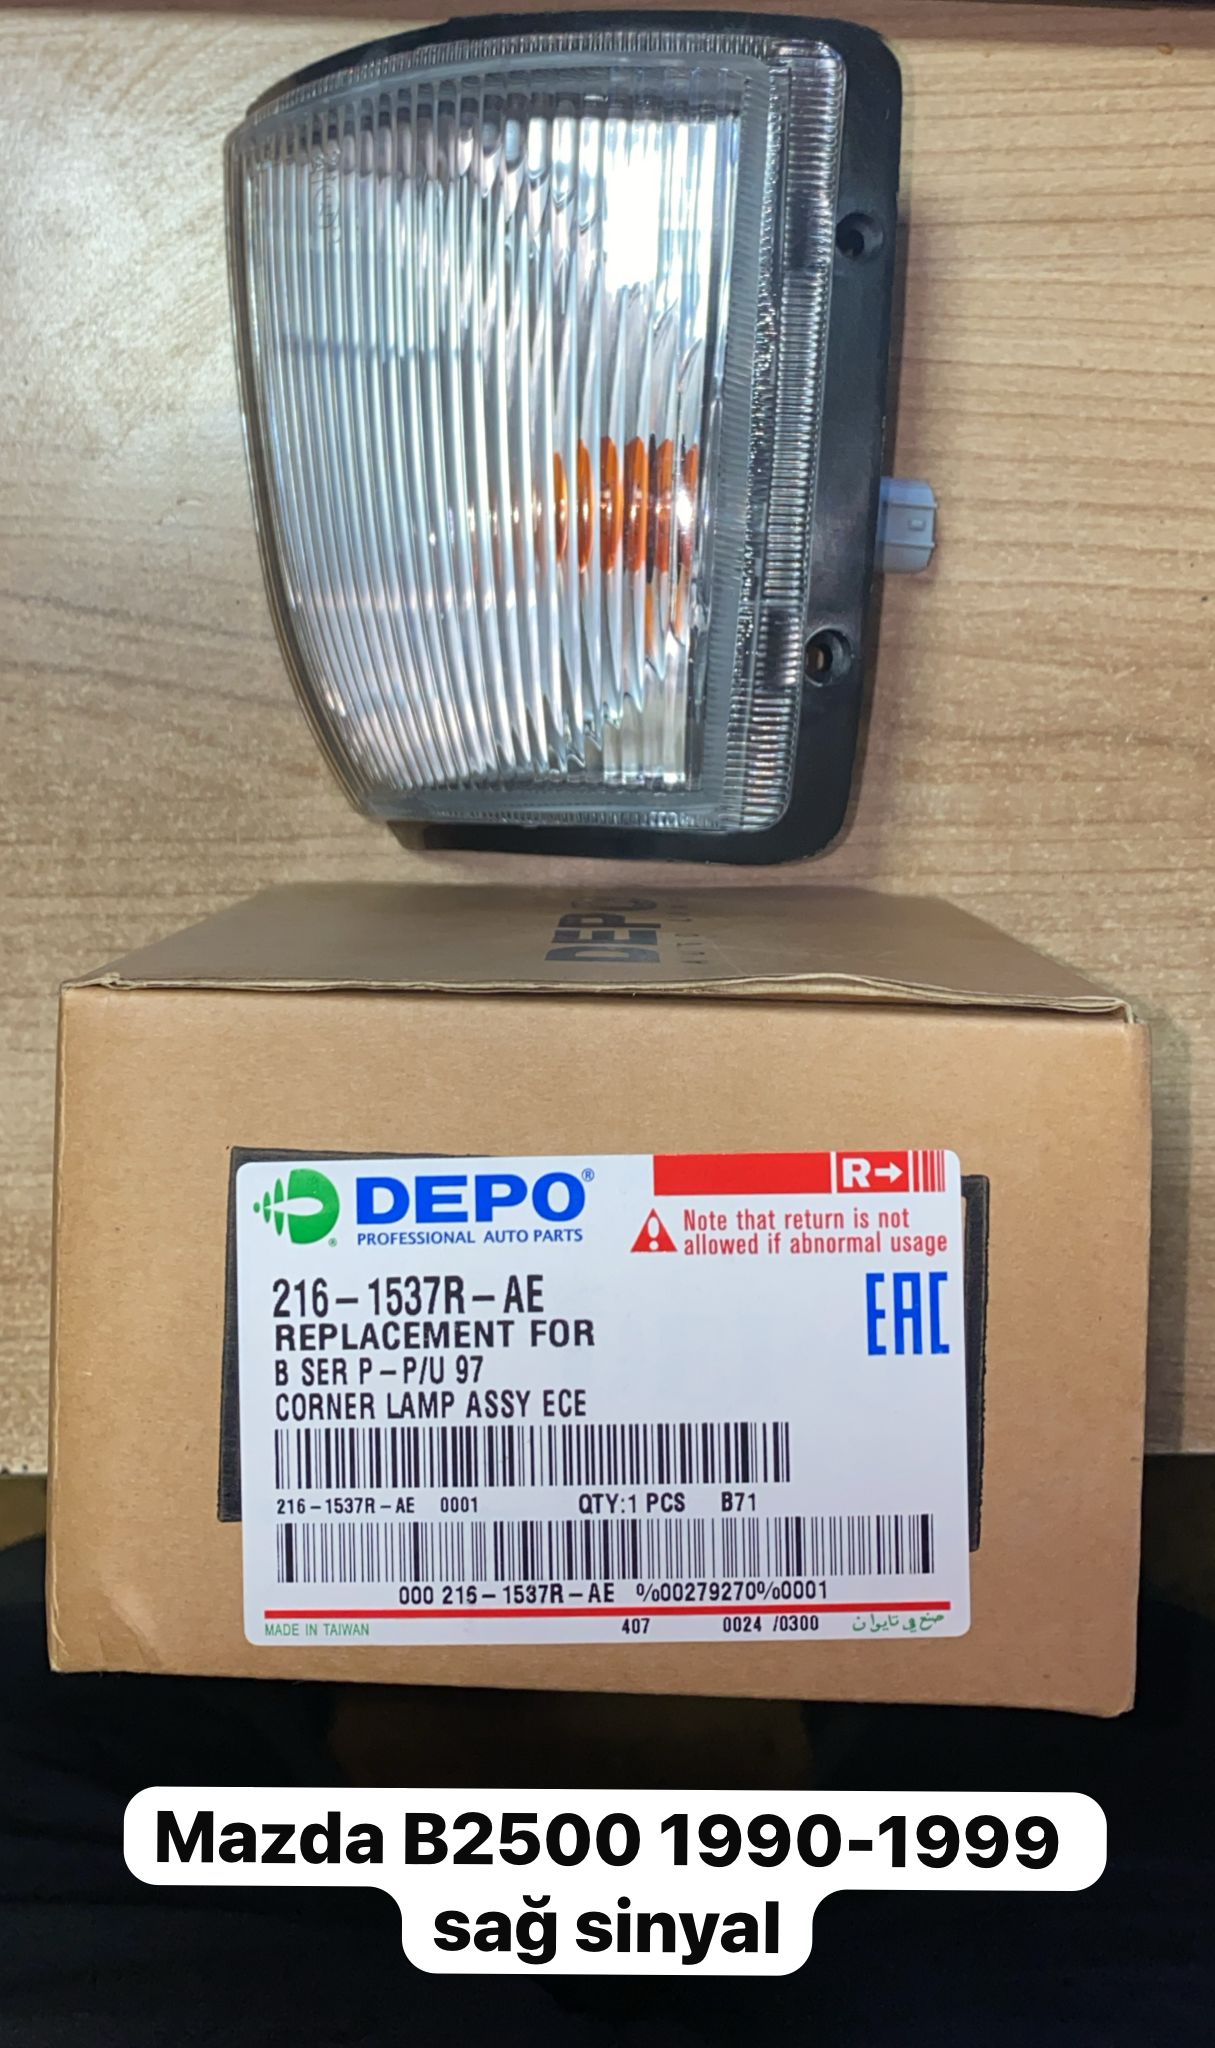 DEPO
DEPO®
PROFESSIONAL AUTO PARTS
R→
Note that return is not
allowed if abnormal usage
216-1537R-AE
REPLACEMENT FOR
B SER P-P/U 97
CORNER LAMP ASSY ECE
EAC
216-1537R-AE 0001 QTY:1 PCS B71
000 216-1537R-AE %00279270%0001
MADE IN TAIWAN 407 0024 /0300 صنع في تايوان
Mazda B2500 1990-1999
sağ sinyal